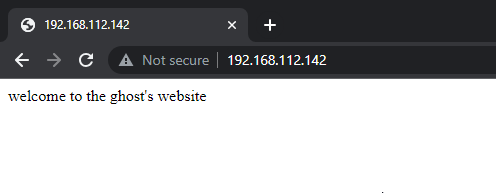 192.168.112.142
Not secure 192.168.112.142
welcome to the ghost's website